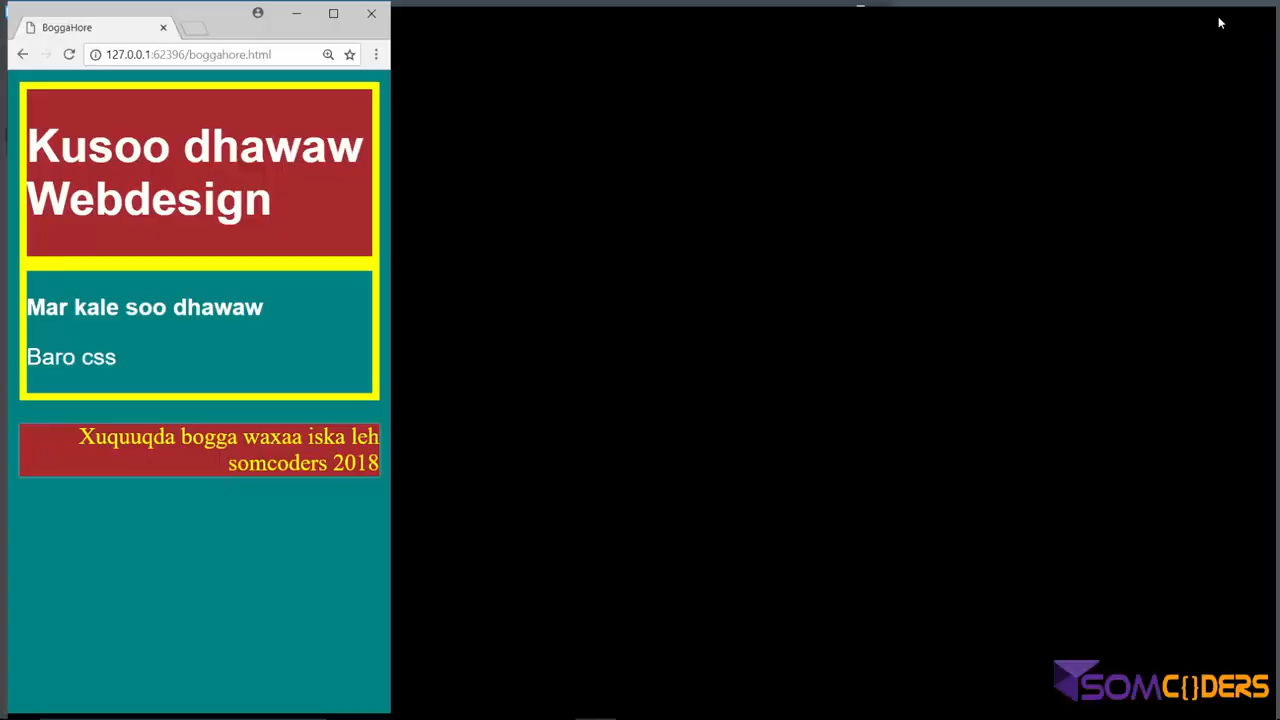 BoggaHore
127.0.0.1:62396/boggahore.html
Kusoo dhawaw
Webdesign
Mar kale soo dhawaw
Baro css
Xuquuqda bogga waxaa iska leh
somcoders 2018
SOMC{}DERS